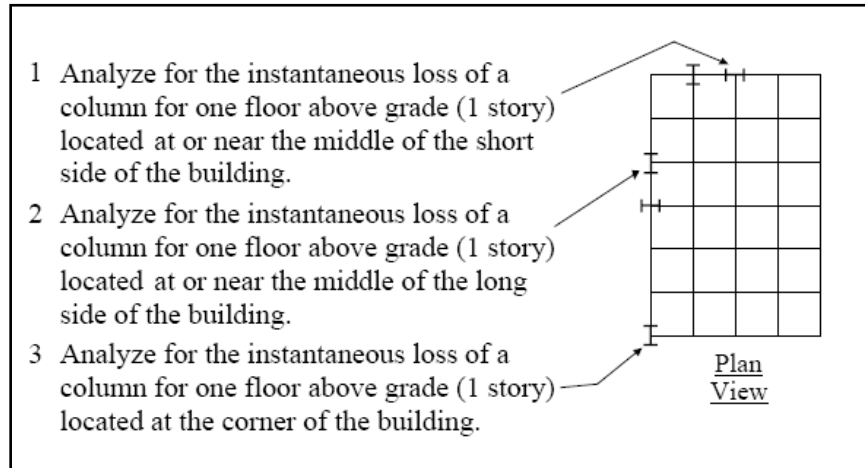 1 Analyze for the instantaneous loss of a
column for one floor above grade (1 story)
located at or near the middle of the short
side of the building.
2 Analyze for the instantaneous loss of a
column for one floor above grade (1 story)
located at or near the middle of the long
side of the building.
3 Analyze for the instantaneous loss of a
column for one floor above grade (1 story)
located at the corner of the building.
Plan
View